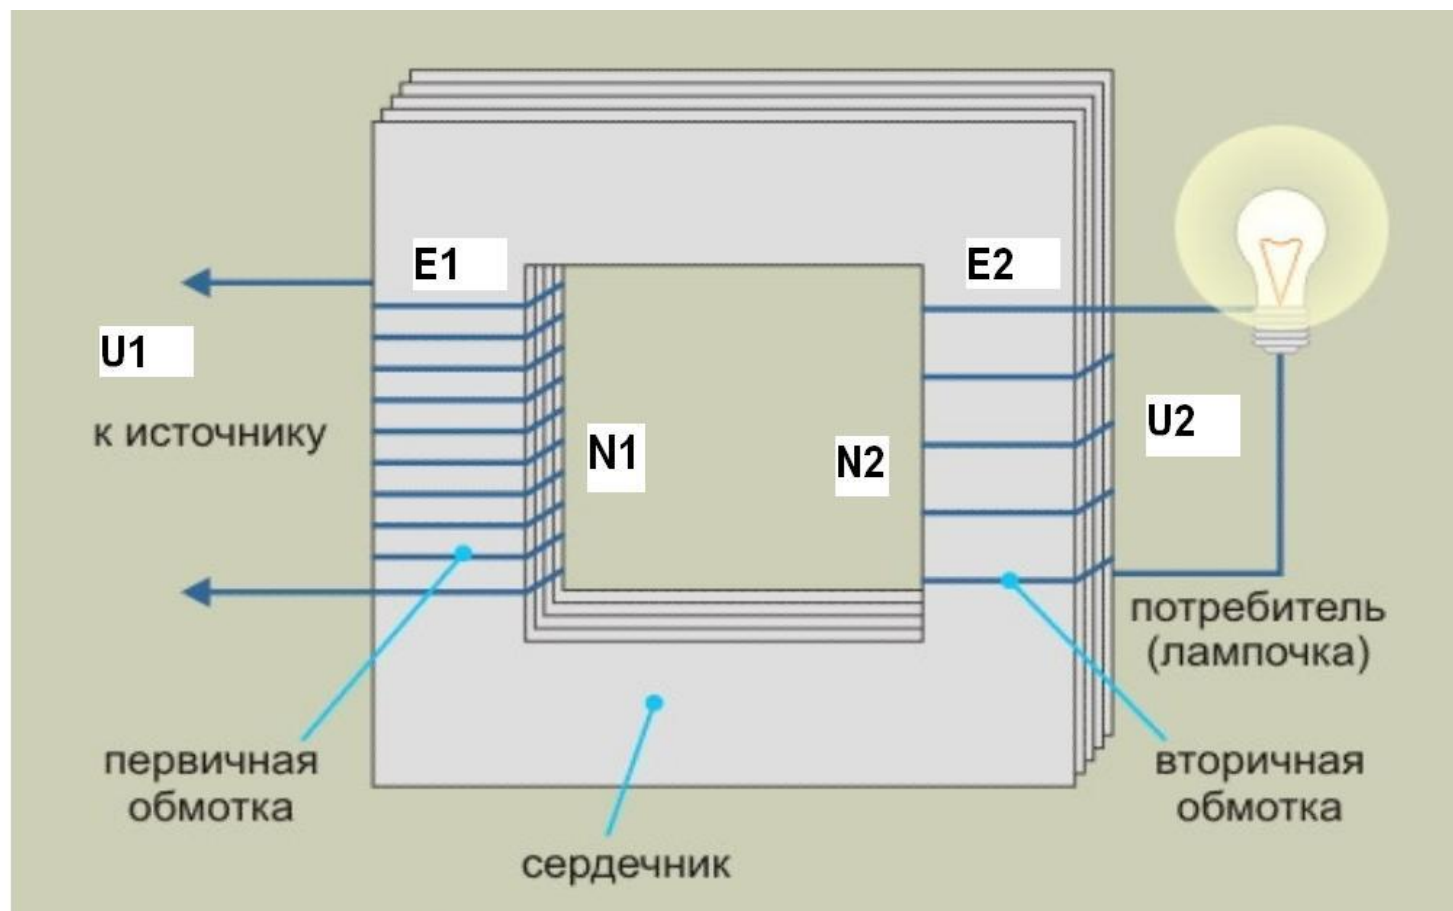 E1
E2
U1
к источнику
N1
N2
U2
потребитель
(лампочка)
первичная
обмотка
вторичная
обмотка
сердечник